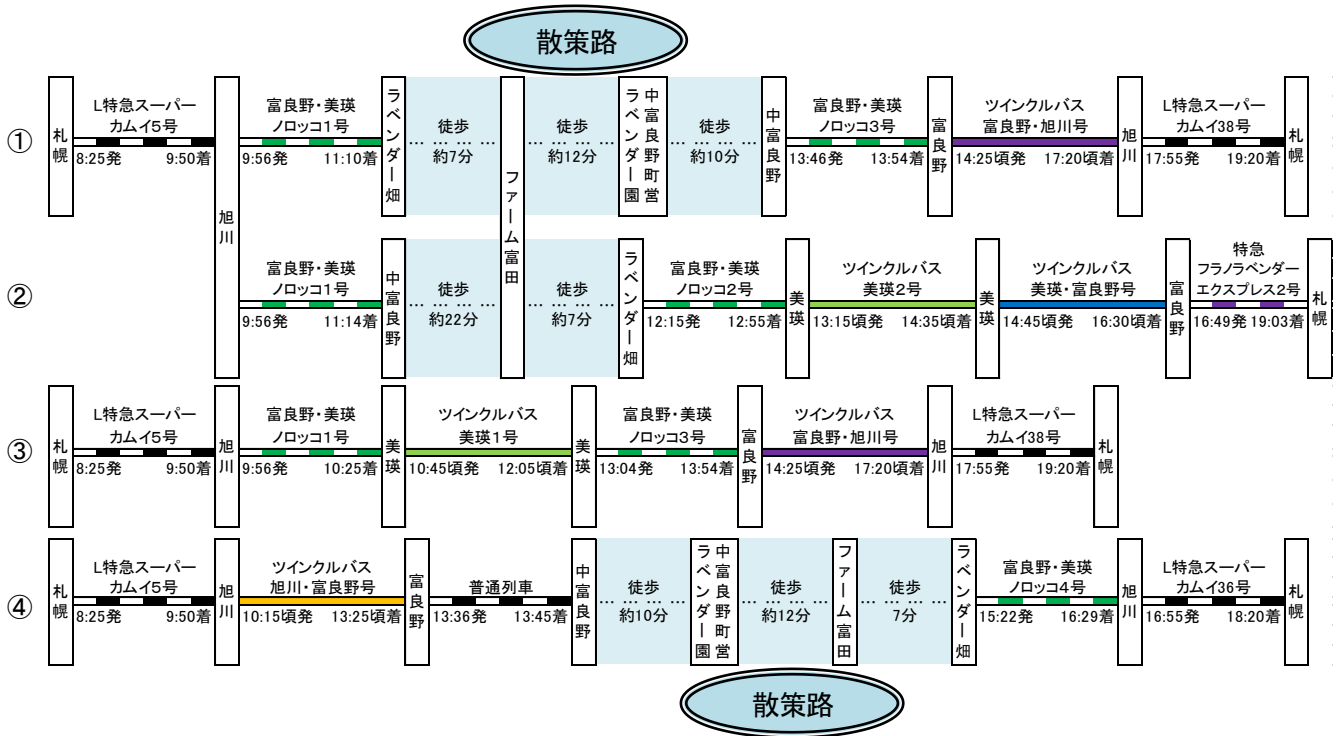 散策路
①
札幌
L特急スーパー
カムイ5号
8:25発 9:50着
旭川
富良野・美瑛
ノロッコ1号
9:56発 11:10着
ラベンダー畑
徒歩
… … … …
約7分
ファーム富田
徒歩
… … … …
約12分
中富良野町営
ラベンダー園
徒歩
… … … …
約10分
中富良野
富良野・美瑛
ノロッコ3号
13:46発 13:54着
富良野
ツインクルバス
富良野・旭川号
14:25頃発 17:20頃着
旭川
L特急スーパー
カムイ38号
17:55発 19:20着
札幌
②
富良野・美瑛
ノロッコ1号
9:56発 11:14着
中富良野
徒歩
… … … …
約22分
徒歩
… … … …
約7分
ラベンダー畑
富良野・美瑛
ノロッコ2号
12:15発 12:55着
美瑛
ツインクルバス
美瑛2号
13:15頃発 14:35頃着
美瑛
ツインクルバス
美瑛・富良野号
14:45頃発 16:30頃着
富良野
特急
フラノラベンダー
エクスプレス2号
16:49発 19:03着
札幌
③
札幌
L特急スーパー
カムイ5号
8:25発 9:50着
旭川
富良野・美瑛
ノロッコ1号
9:56発 10:25着
美瑛
ツインクルバス
美瑛1号
10:45頃発 12:05頃着
美瑛
富良野・美瑛
ノロッコ3号
13:04発 13:54着
富良野
ツインクルバス
富良野・旭川号
14:25頃発 17:20頃着
旭川
L特急スーパー
カムイ38号
17:55発 19:20着
札幌
④
札幌
L特急スーパー
カムイ5号
8:25発 9:50着
旭川
ツインクルバス
旭川・富良野号
10:15頃発 13:25頃着
富良野
普通列車
13:36発 13:45着
中富良野
徒歩
… … … …
約10分
中富良野町営
ラベンダー園
徒歩
… … … …
約12分
ファーム富田
徒歩
… … … …
7分
ラベンダー畑
富良野・美瑛
ノロッコ4号
15:22発 16:29着
旭川
L特急スーパー
カムイ36号
16:55発 18:20着
札幌
散策路